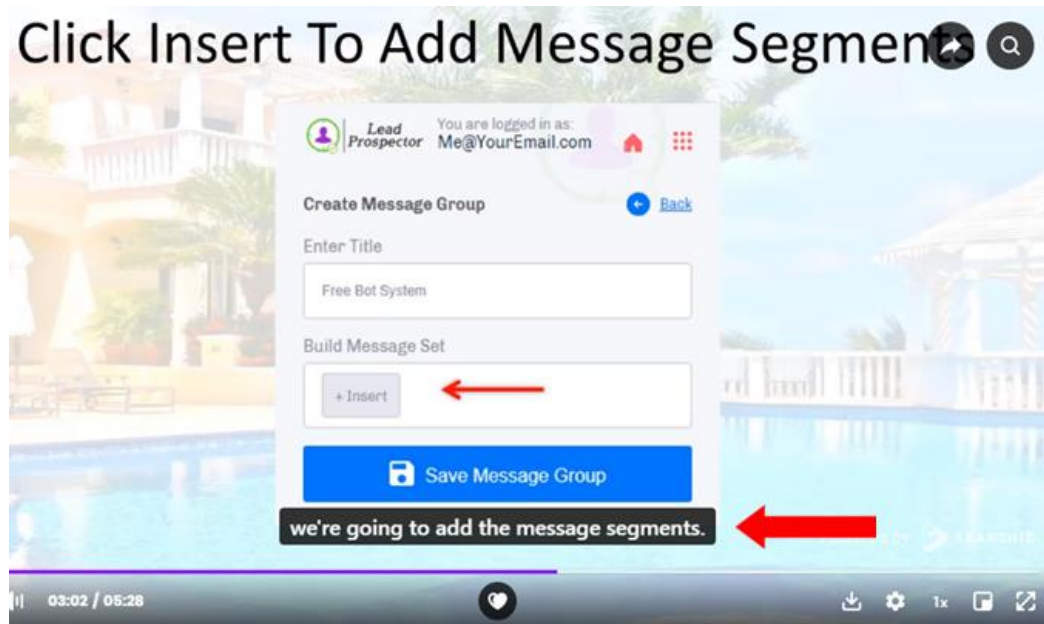 Click Insert To Add Message Segments
Lead
Prospector
You are logged in as:
Me@YourEmail.com
Create Message Group
Back
Enter Title
Free Bot System
Build Message Set
+ Insert
Save Message Group
we're going to add the message segments.
03:02 / 05:28
1x